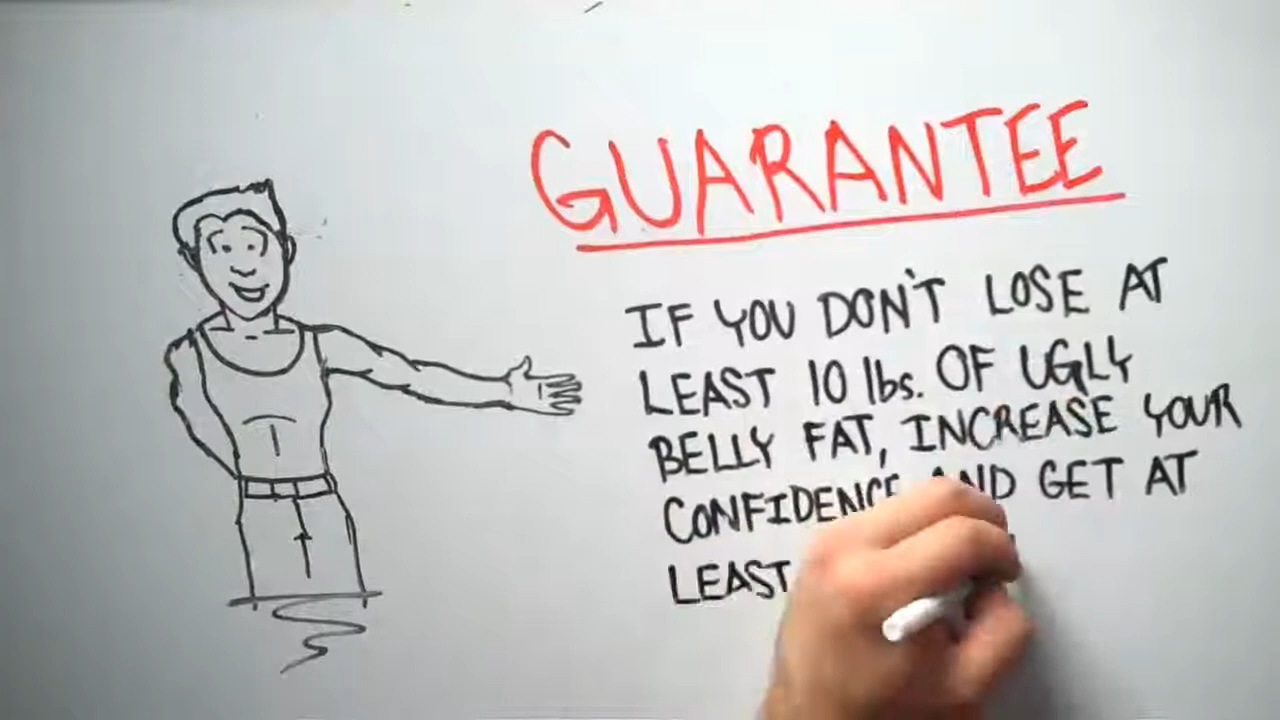 GUARANTEE
IF YOU DON'T LOSE AT
LEAST 10 lbs. OF UGLY
BELLY FAT, INCREASE YOUR
CONFIDENCE AND GET AT
LEAST